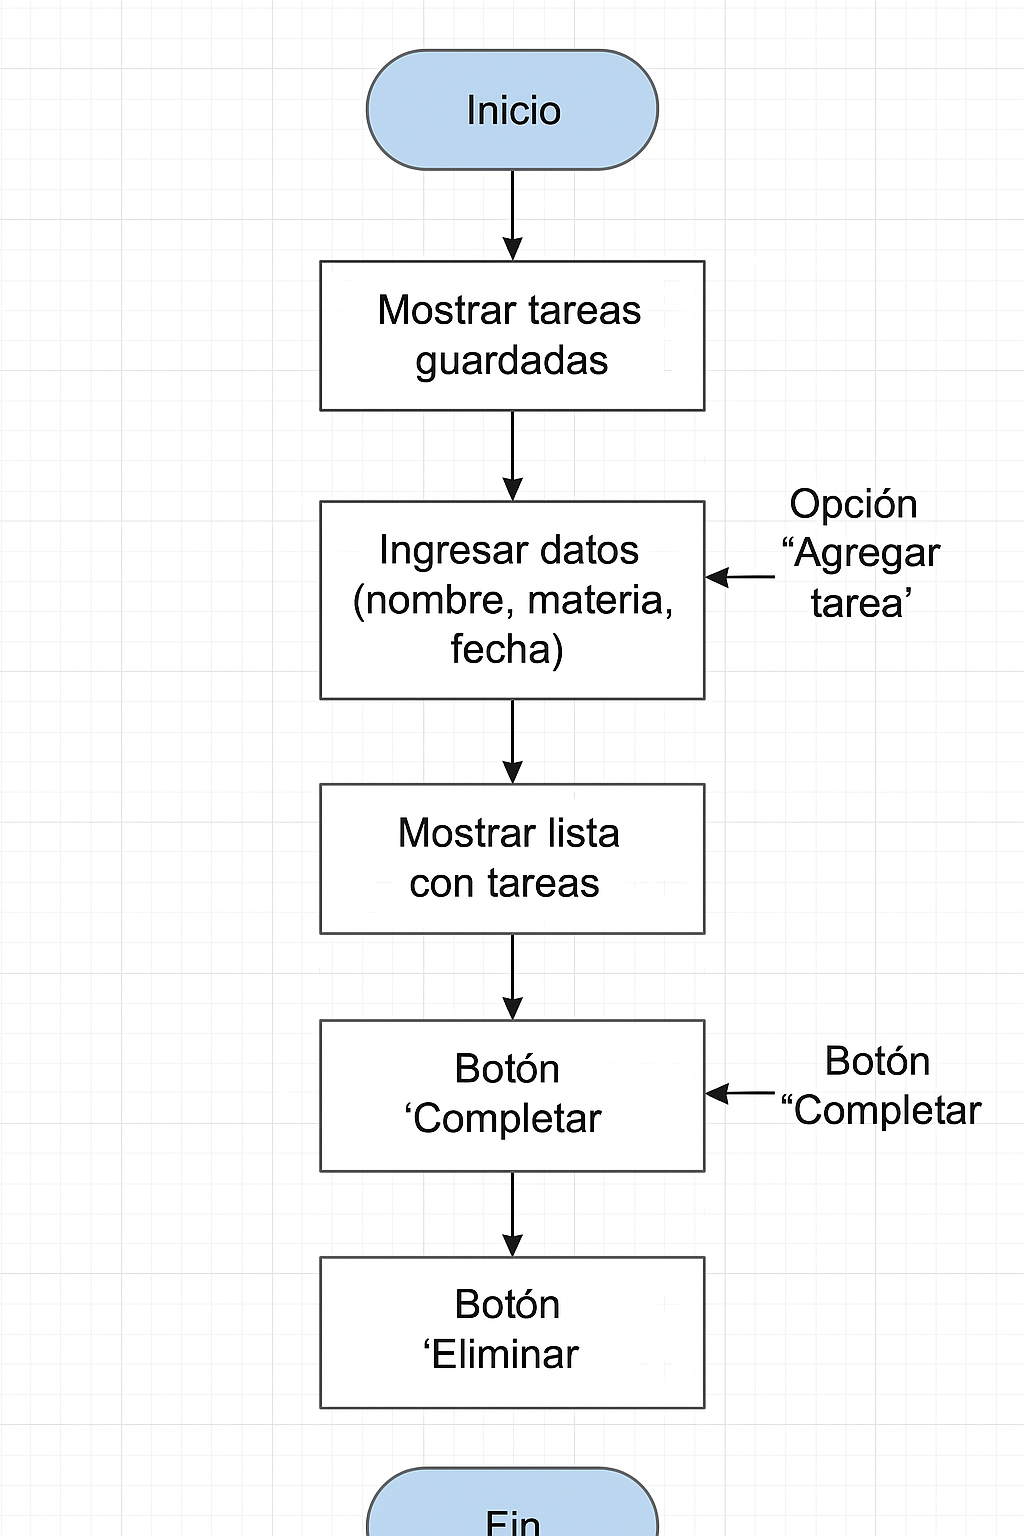 Inicio
Mostrar tareas
guardadas
Ingresar datos
(nombre, materia,
fecha)
Opción
“Agregar
tarea’
Mostrar lista
con tareas
Botón
‘Completar
Botón
“Completar
Botón
‘Eliminar
Fin